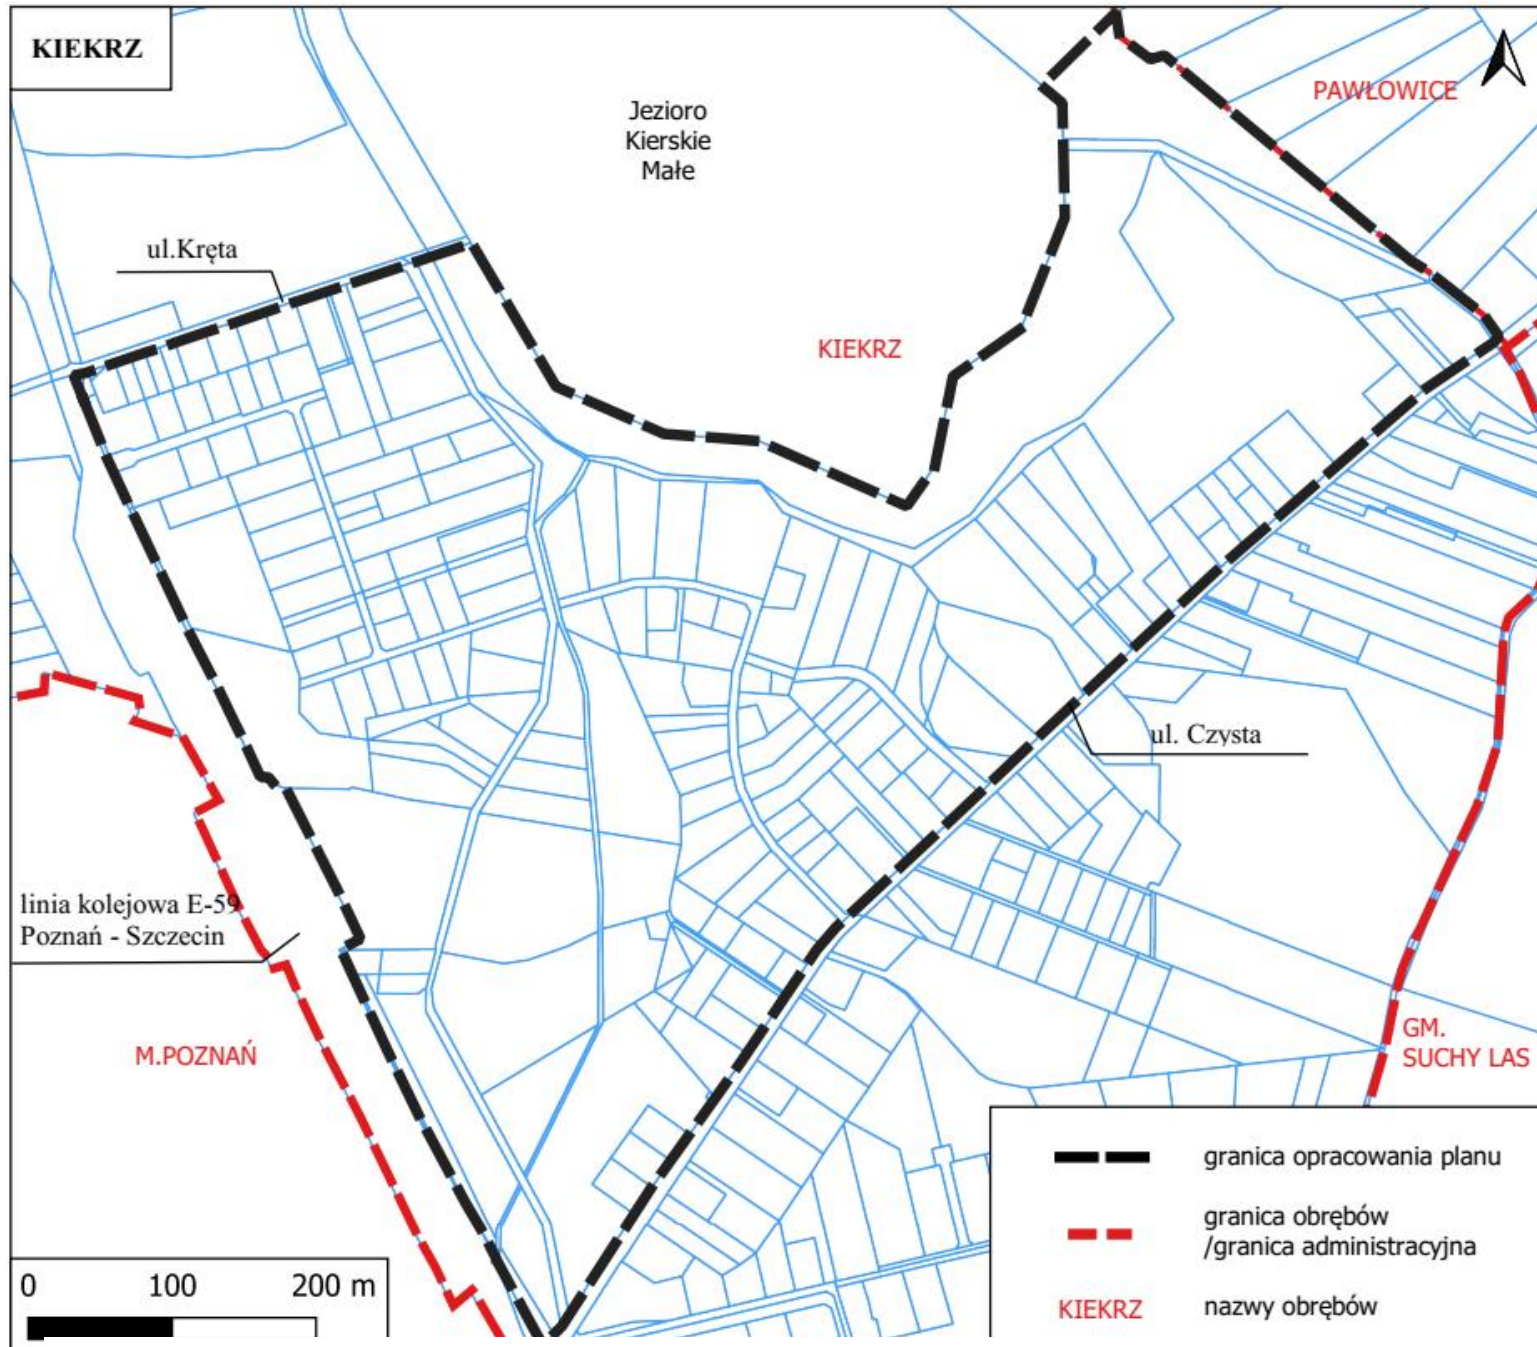 KIEKRZ
PAWŁOWICE
Jezioro
Kierskie
Małe
ul.Kręta
KIEKRZ
ul. Czysta
linia kolejowa E-59
Poznań - Szczecin
M.POZNAŃ
GM.
SUCHY LAS
granica opracowania planu
granica obrębów
/granica administracyjna
KIEKRZ nazwy obrębów
0 100 200 m